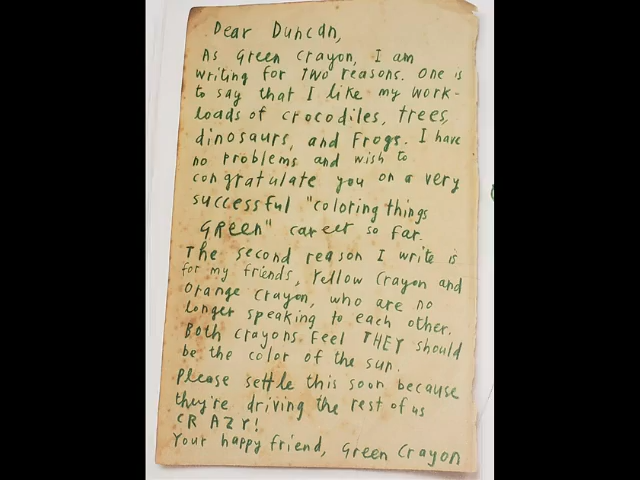 Dear Duncan,
As Green Crayon, I am
writing for two reasons. One is
to say that I like my work-
loads of crocodiles, trees,
dinosaurs, and frogs. I have
no problems and wish to
congratulate you on a very
successful "coloring things
GReen" career so far.
The second reason I write is
for my friends, Yellow Crayon and
Orange Crayon, who are no
longer speaking to each other.
Both crayons feel THEY should
be the color of the sun.
Please settle this soon because
they're driving the rest of us
CRAZY!
Your happy friend, Green Crayon